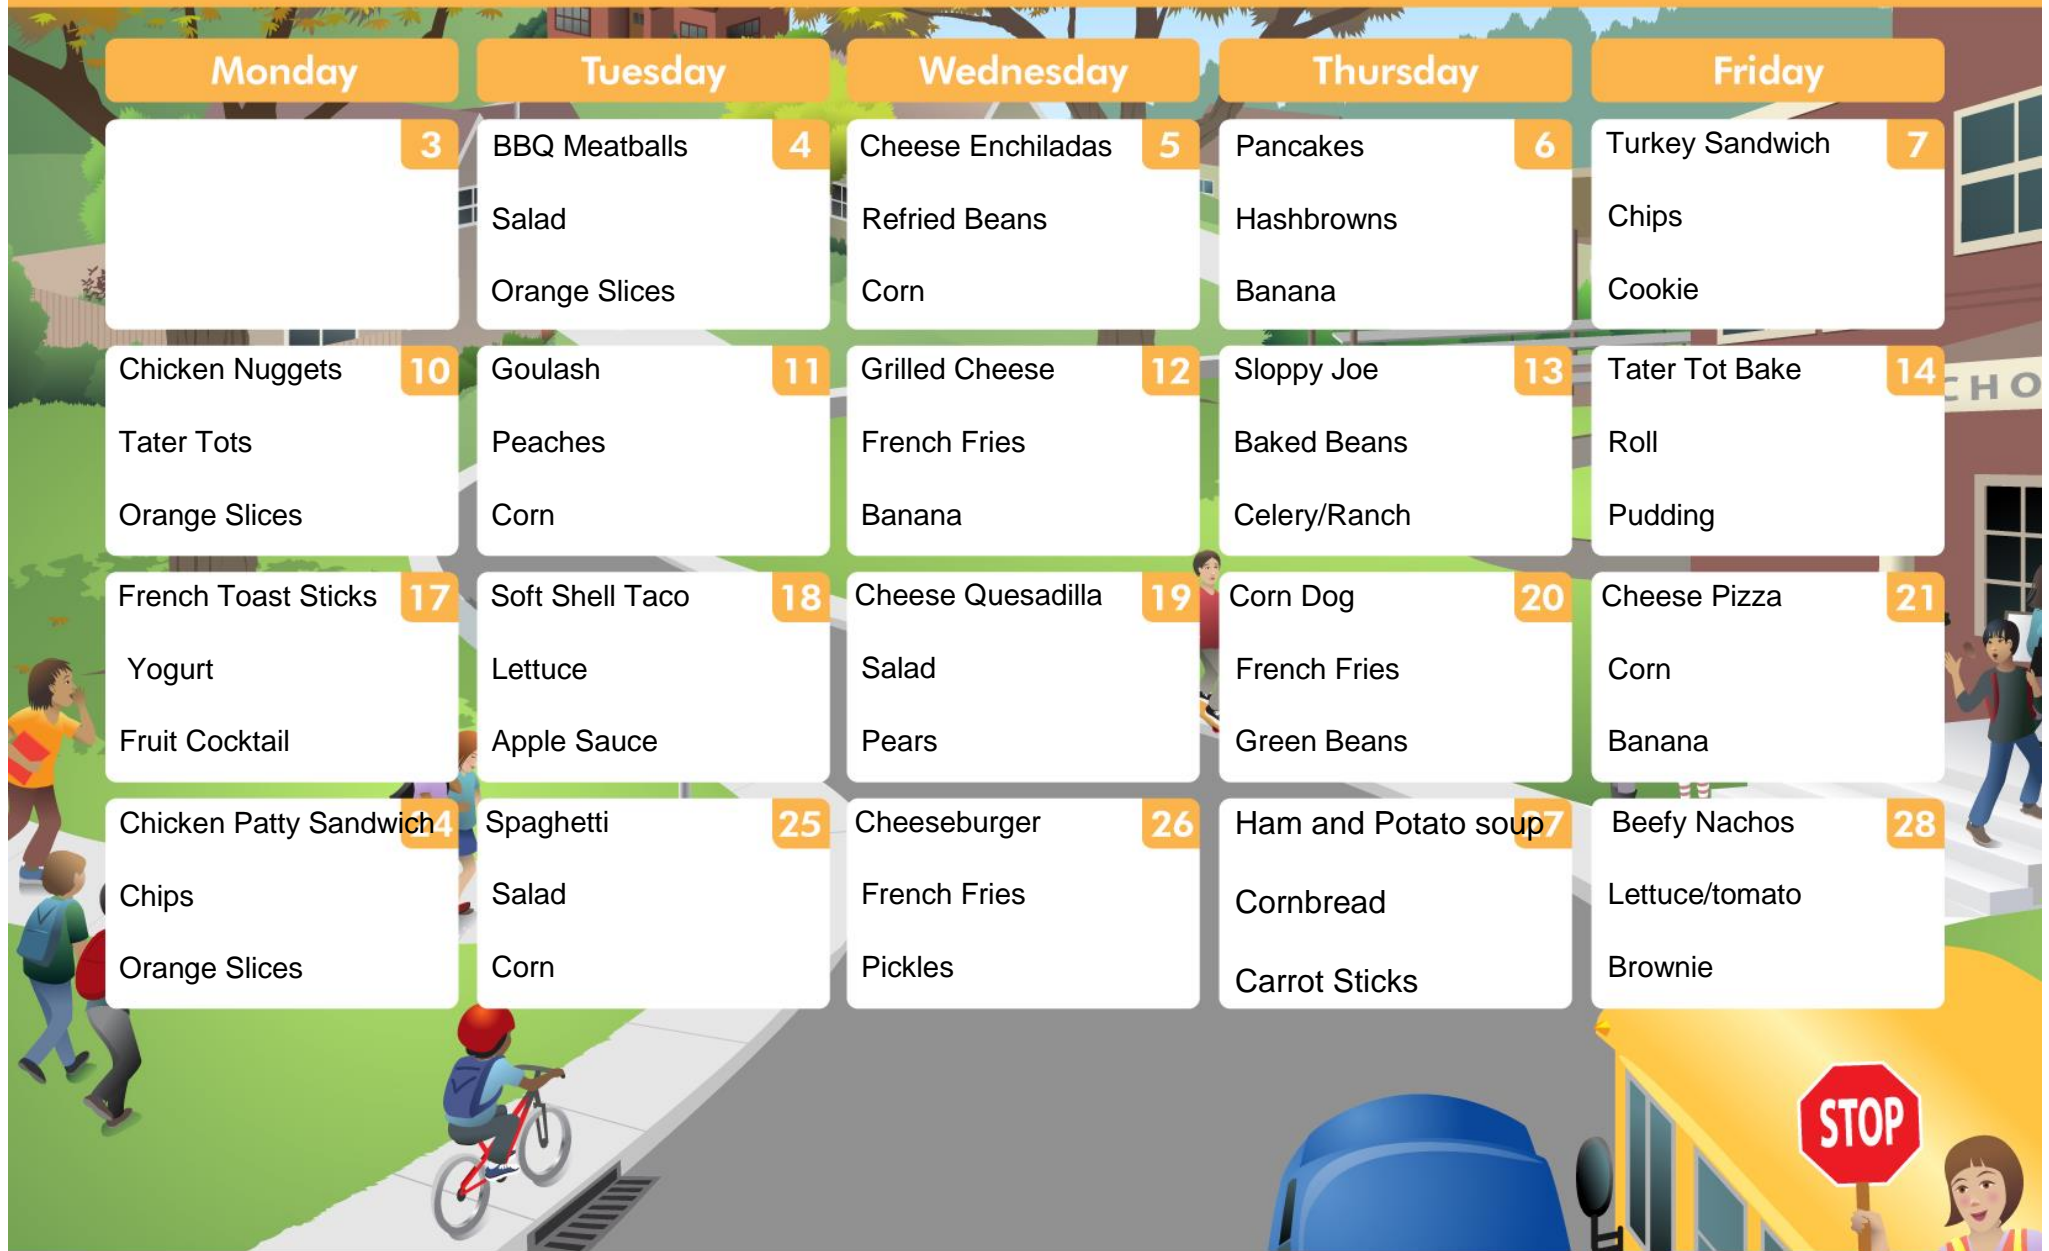 Monday
Tuesday
Wednesday
Thursday
Friday
3
BBQ Meatballs
4
Salad
Orange Slices
Cheese Enchiladas
5
Refried Beans
Corn
Pancakes
6
Hashbrowns
Banana
Turkey Sandwich
7
Chips
Cookie
Chicken Nuggets
10
Tater Tots
Orange Slices
Goulash
11
Peaches
Corn
Grilled Cheese
12
French Fries
Banana
Sloppy Joe
13
Baked Beans
Celery/Ranch
Tater Tot Bake
14
Roll
Pudding
French Toast Sticks
17
Yogurt
Fruit Cocktail
Soft Shell Taco
18
Lettuce
Apple Sauce
Cheese Quesadilla
19
Salad
Pears
Corn Dog
20
French Fries
Green Beans
Cheese Pizza
21
Corn
Banana
Chicken Patty Sandwich
24
Chips
Orange Slices
Spaghetti
25
Salad
Corn
Cheeseburger
26
French Fries
Pickles
Ham and Potato soup
27
Cornbread
Carrot Sticks
Beefy Nachos
28
Lettuce/tomato
Brownie
CHO
STOP